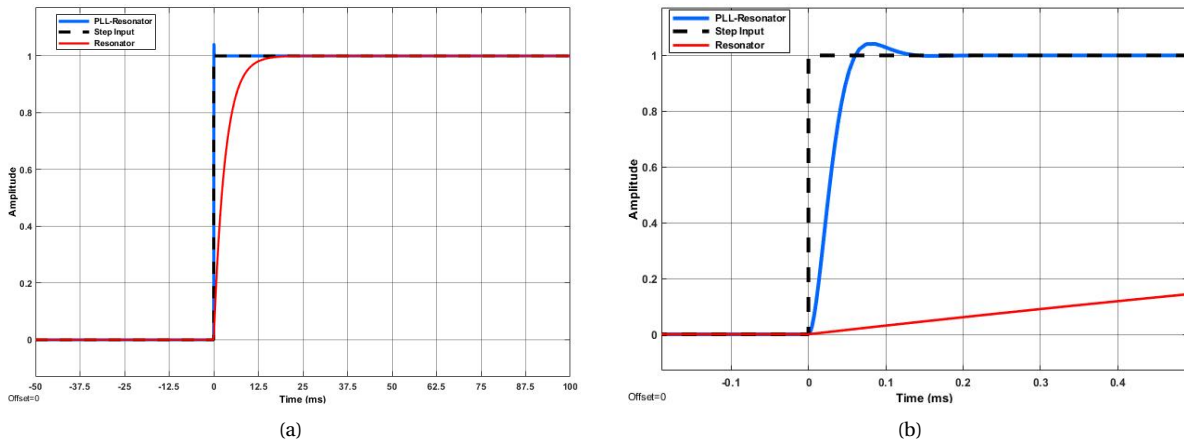 PLL-Resonator
Step Input
Resonator
Amplitude
1
0.8
0.6
0.4
0.2
0
-50 -37.5 -25 -12.5 0 12.5 25 37.5 50 62.5 75 87.5 100
Offset=0
Time (ms)
(a)
PLL-Resonator
Step Input
Resonator
Amplitude
1
0.8
0.6
0.4
0.2
0
-0.1 0 0.1 0.2 0.3 0.4
Offset=0
Time (ms)
(b)